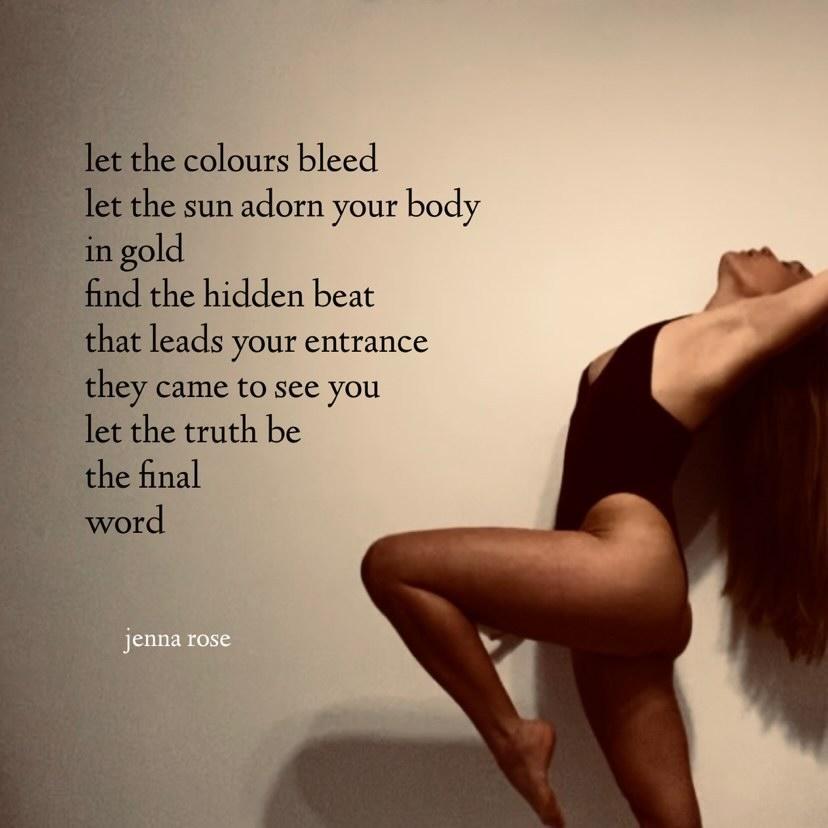 let the colours bleed
let the sun adorn your body
in gold
find the hidden beat
that leads your entrance
they came to see you
let the truth be
the final
word
jenna rose